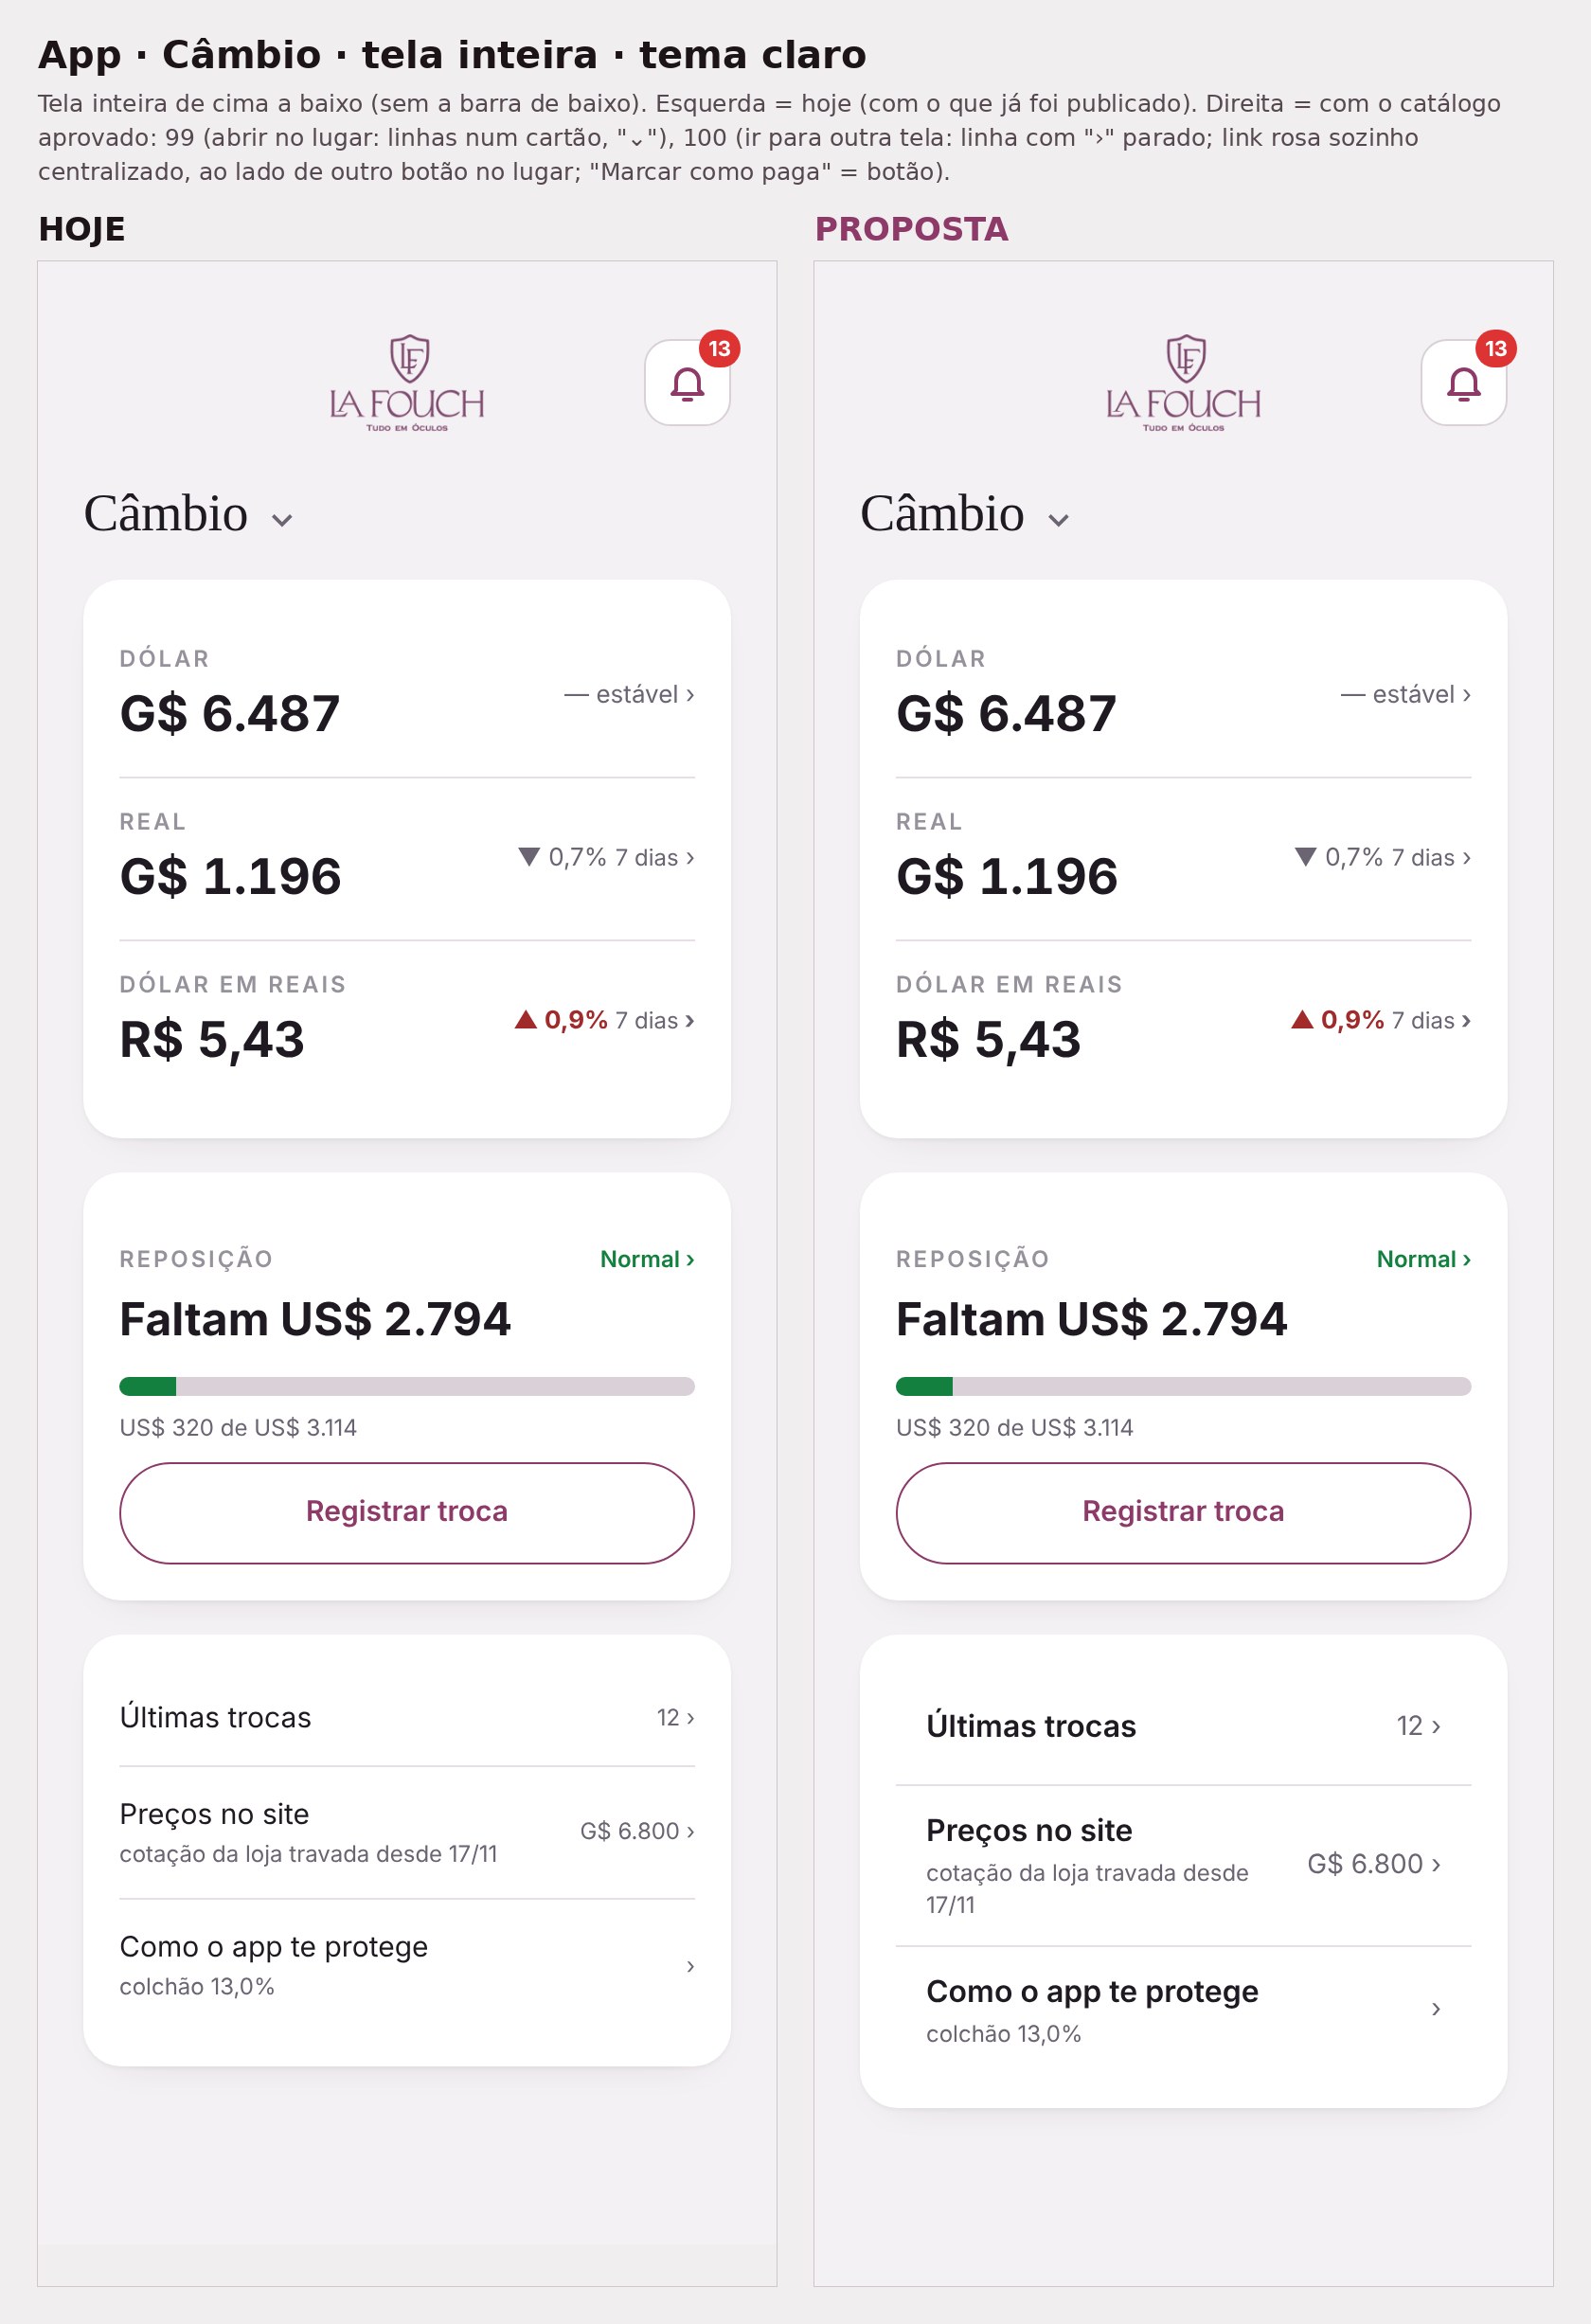 App · Câmbio · tela inteira · tema claro
Tela inteira de cima a baixo (sem a barra de baixo). Esquerda = hoje (com o que já foi publicado). Direita = com o catálogo
aprovado: 99 (abrir no lugar: linhas num cartão, "⌄"), 100 (ir para outra tela: linha com "›" parado; link rosa sozinho
centralizado, ao lado de outro botão no lugar; "Marcar como paga" = botão).
HOJE
LF
LA FOUCH
TUDO EM ÓCULOS
13
Câmbio ⌄
DÓLAR
G$ 6.487
— estável ›
REAL
G$ 1.196
▼ 0,7% 7 dias ›
DÓLAR EM REAIS
R$ 5,43
▲ 0,9% 7 dias ›
REPOSIÇÃO
Normal ›
Faltam US$ 2.794
US$ 320 de US$ 3.114
Registrar troca
Últimas trocas
12 ›
Preços no site
cotação da loja travada desde 17/11
G$ 6.800 ›
Como o app te protege
colchão 13,0%
›
PROPOSTA
LF
LA FOUCH
TUDO EM ÓCULOS
13
Câmbio ⌄
DÓLAR
G$ 6.487
— estável ›
REAL
G$ 1.196
▼ 0,7% 7 dias ›
DÓLAR EM REAIS
R$ 5,43
▲ 0,9% 7 dias ›
REPOSIÇÃO
Normal ›
Faltam US$ 2.794
US$ 320 de US$ 3.114
Registrar troca
Últimas trocas
12 ›
Preços no site
cotação da loja travada desde
17/11
G$ 6.800 ›
Como o app te protege
colchão 13,0%
›